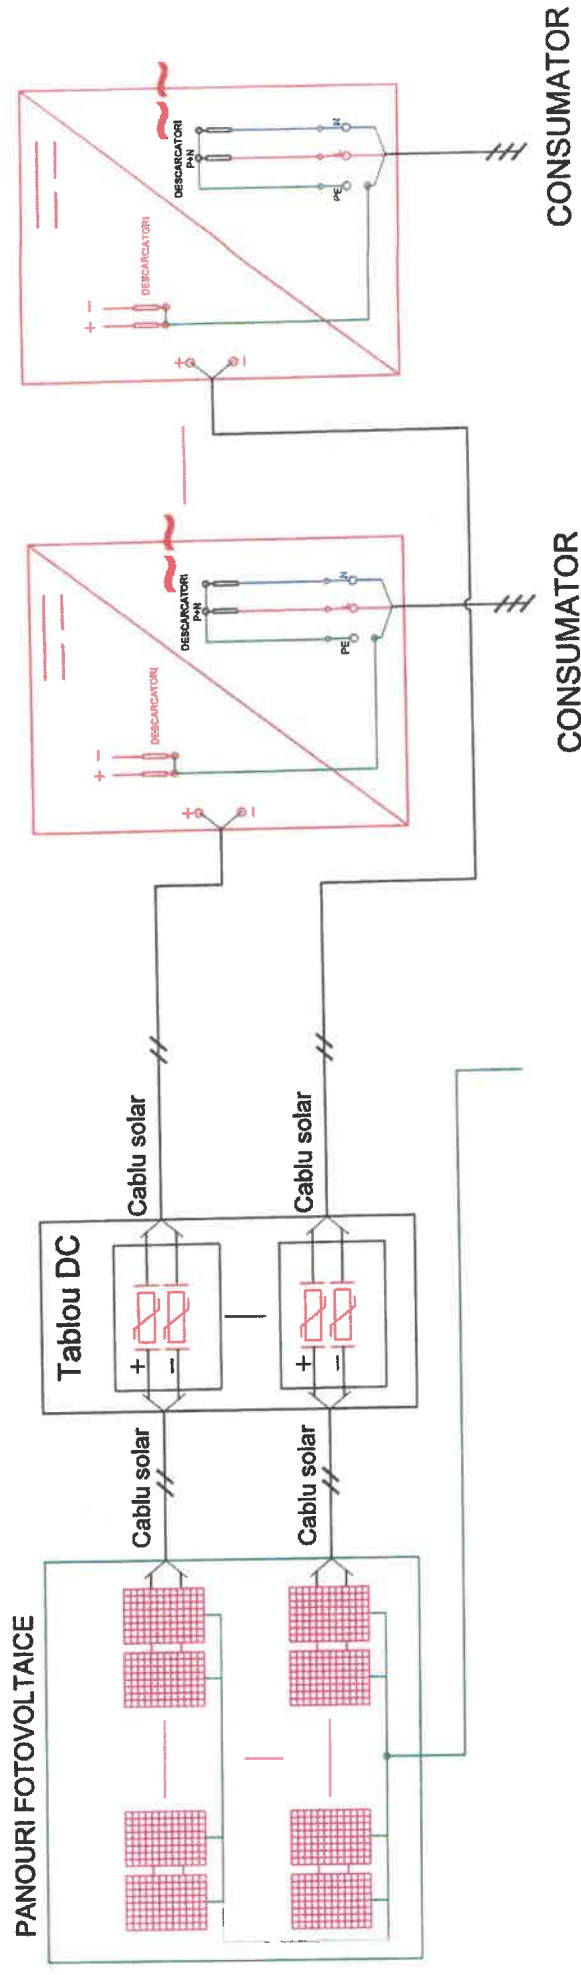 PANOURI FOTOVOLTAICE
Cablu solar
Cablu solar
Tablou DC
+
−
+
−
Cablu solar
Cablu solar
+
−
+ −
DESCARCATORI
DESCARCATORI
P+N
PE
N
CONSUMATOR
+
−
+ −
DESCARCATORI
DESCARCATORI
P+N
PE
N
CONSUMATOR